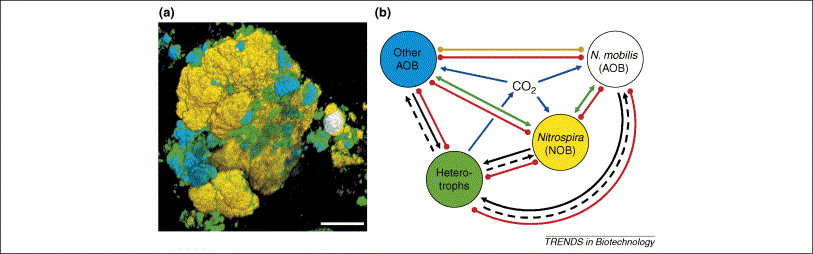 (a)
(b)
Other
AOB
N. mobilis
(AOB)
CO₂
Nitrospira
(NOB)
Hetero-
trophs
TRENDS in Biotechnology